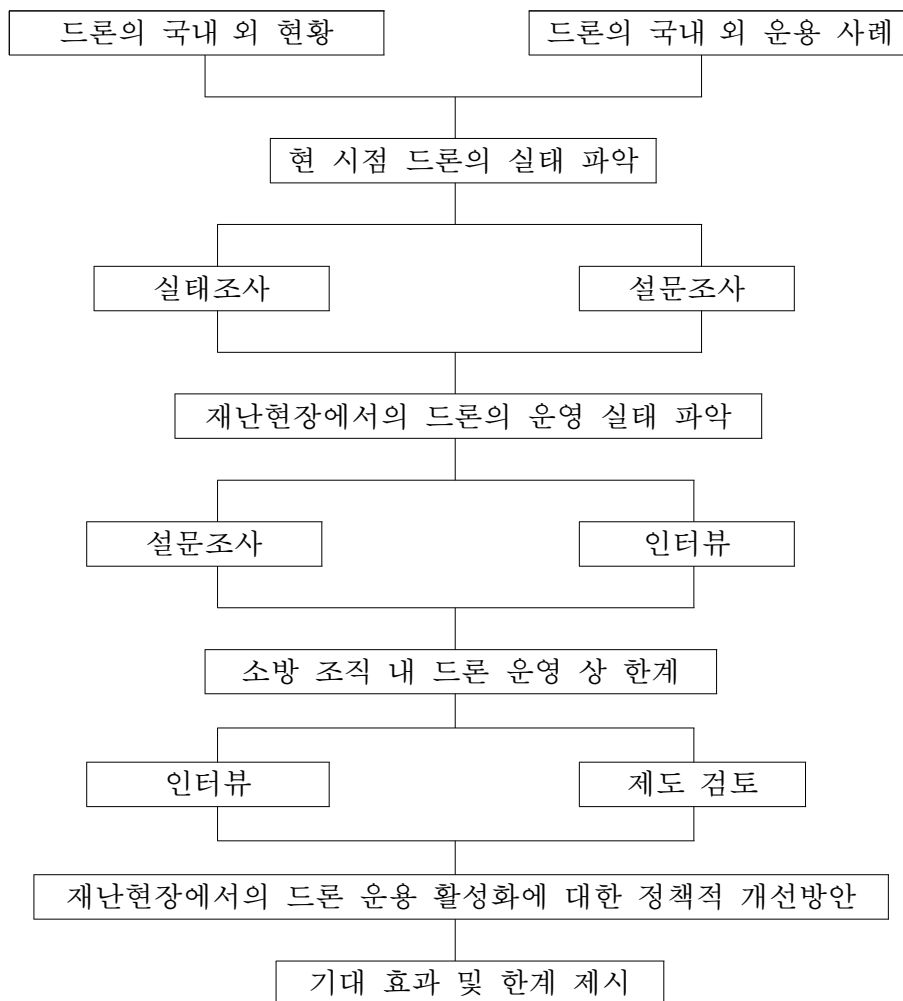 드론의 국내 외 현황
드론의 국내 외 운용 사례
현 시점 드론의 실태 파악
실태조사
설문조사
재난현장에서의 드론의 운영 실태 파악
설문조사
인터뷰
소방 조직 내 드론 운영 상 한계
인터뷰
제도 검토
재난현장에서의 드론 운용 활성화에 대한 정책적 개선방안
기대 효과 및 한계 제시